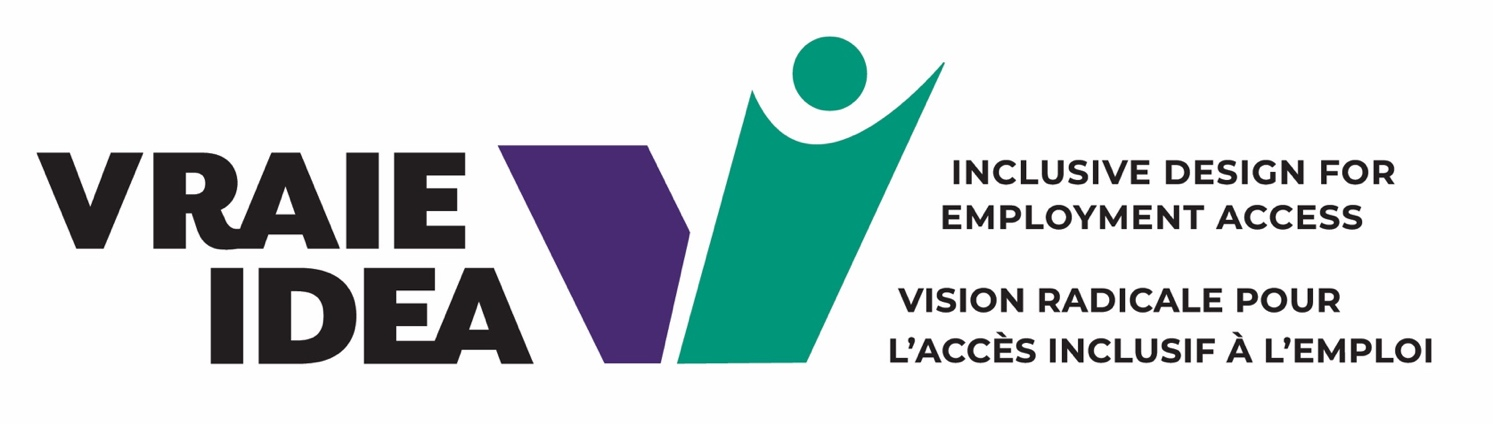 VRAIE
IDEA
INCLUSIVE DESIGN FOR
EMPLOYMENT ACCESS
VISION RADICALE POUR
L’ACCÈS INCLUSIF À L’EMPLOI